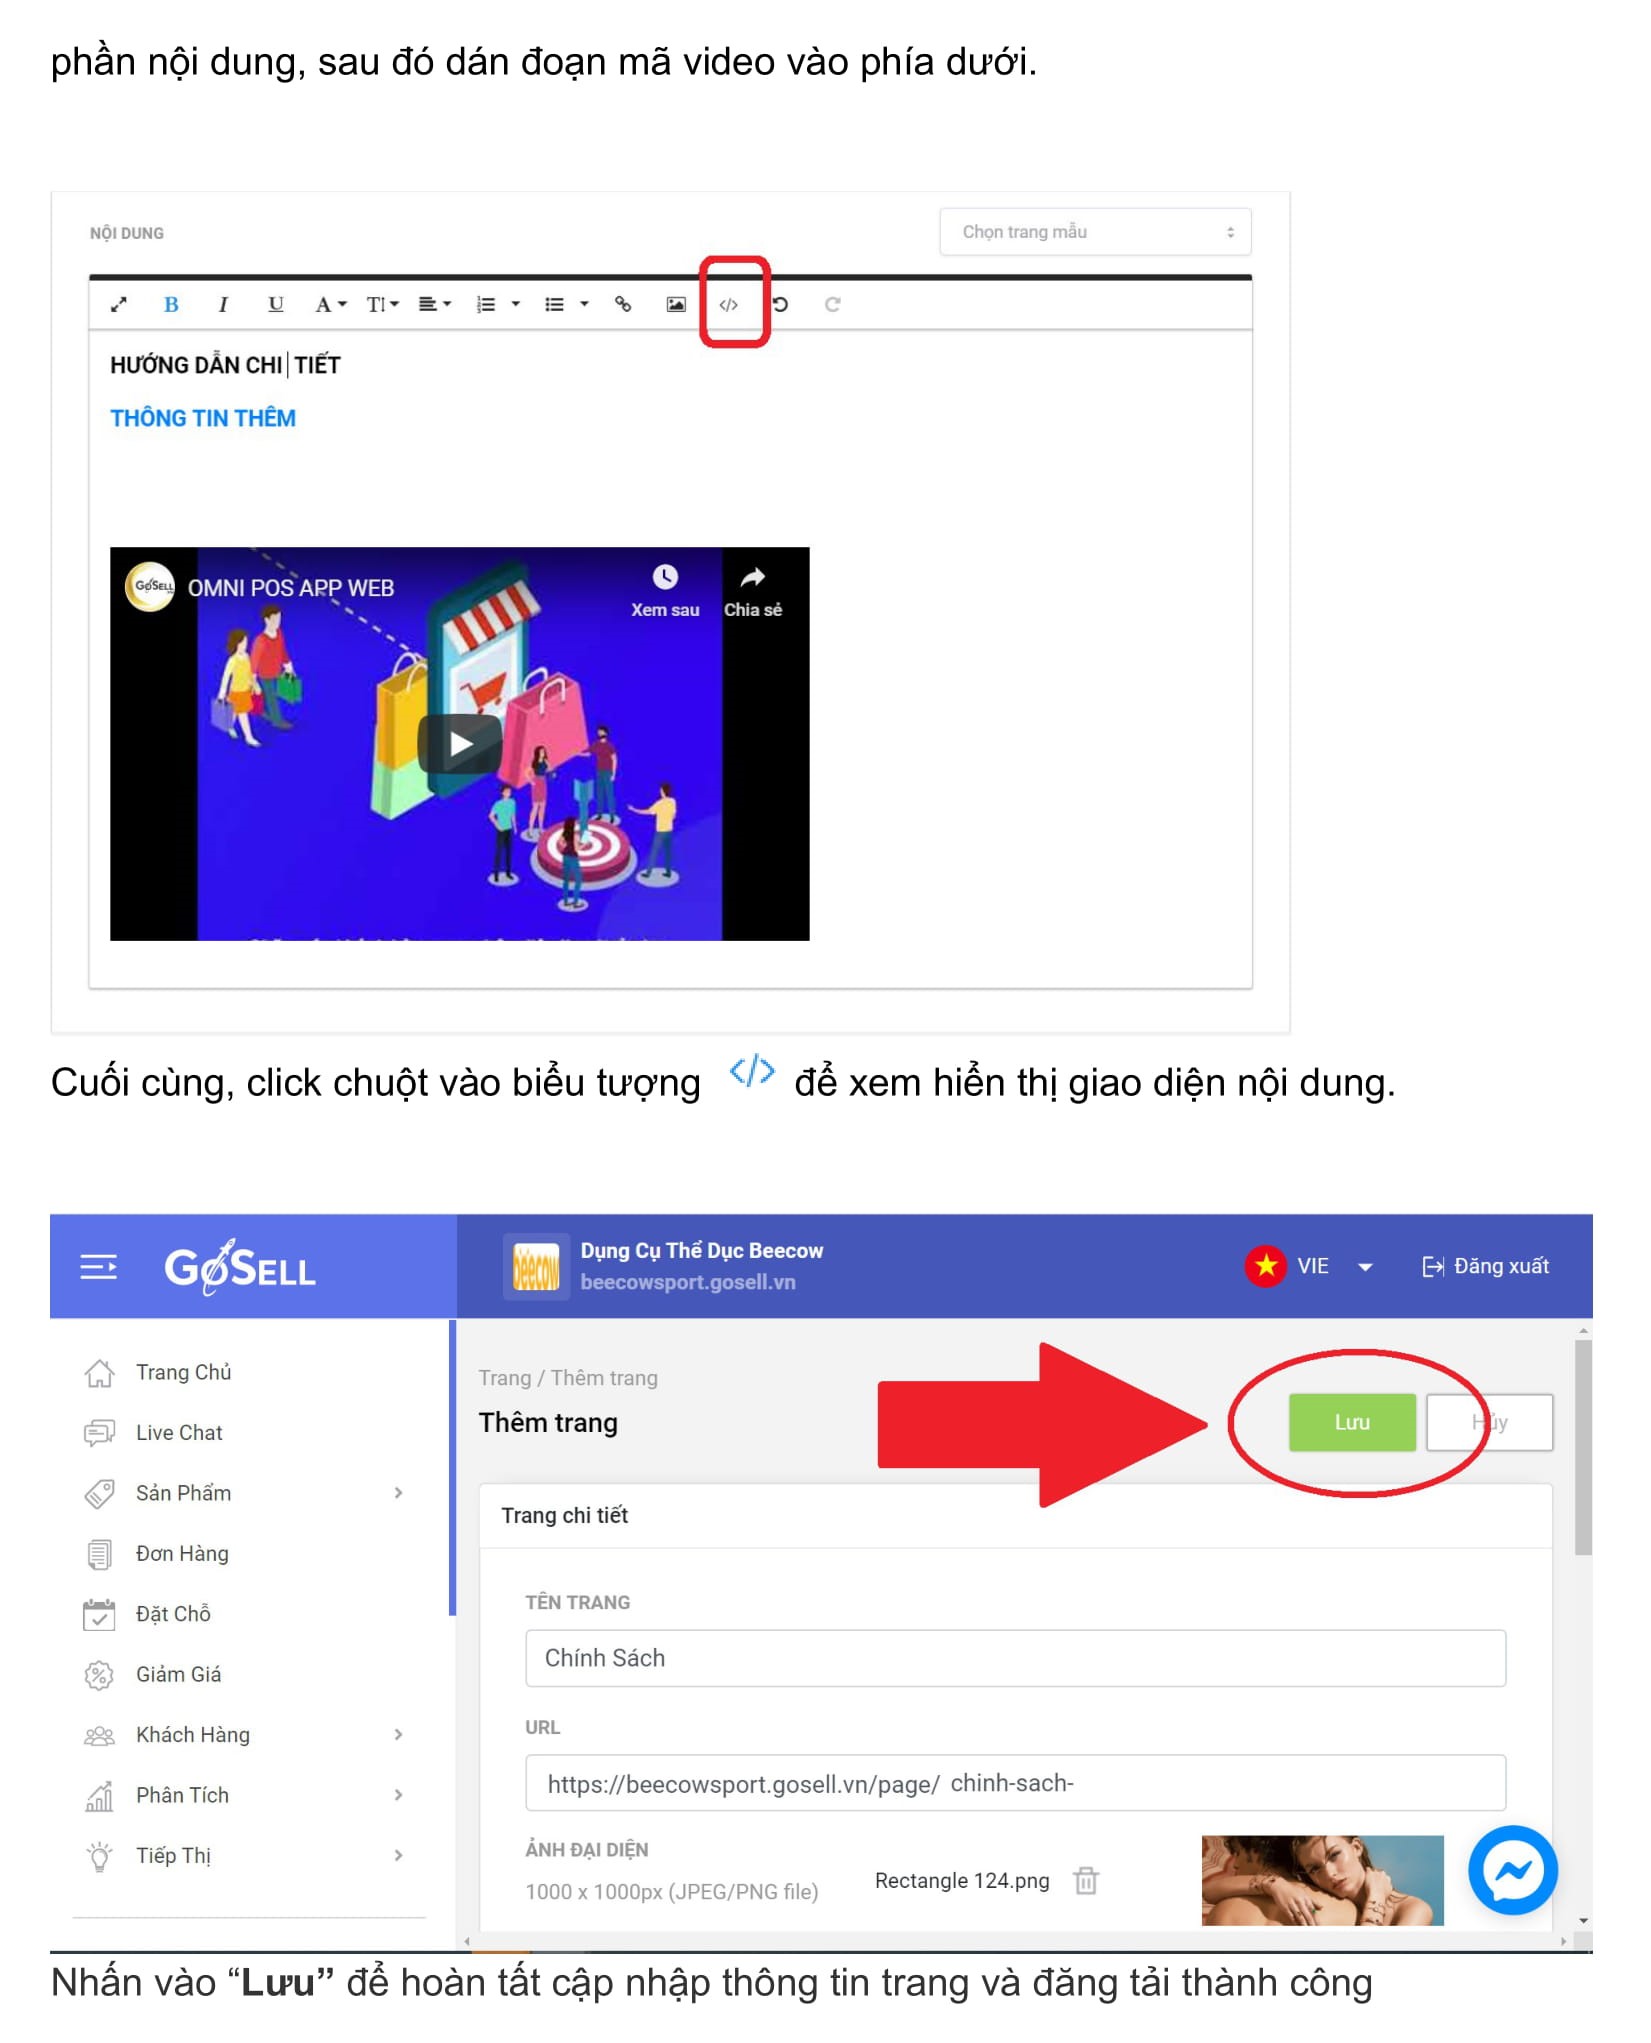 phần nội dung, sau đó dán đoạn mã video vào phía dưới.
NỘI DUNG
Chọn trang mẫu
B I U A TI </>
HƯỚNG DẪN CHI TIẾT
THÔNG TIN THÊM
GoSELL OMNI POS APP WEB
Xem sau Chia sẻ
Cuối cùng, click chuột vào biểu tượng </> để xem hiển thị giao diện nội dung.
GoSELL
beecow
Dụng Cụ Thể Dục Beecow
beecowsport.gosell.vn
VIE
Đăng xuất
Trang Chủ
Live Chat
Sản Phẩm
Đơn Hàng
Đặt Chỗ
Giảm Giá
Khách Hàng
Phân Tích
Tiếp Thị
Trang / Thêm trang
Thêm trang
Lưu
Hủy
Trang chi tiết
TÊN TRANG
Chính Sách
URL
https://beecowsport.gosell.vn/page/ chinh-sach-
ẢNH ĐẠI DIỆN
1000 x 1000px (JPEG/PNG file)
Rectangle 124.png
Nhấn vào “Lưu” để hoàn tất cập nhập thông tin trang và đăng tải thành công